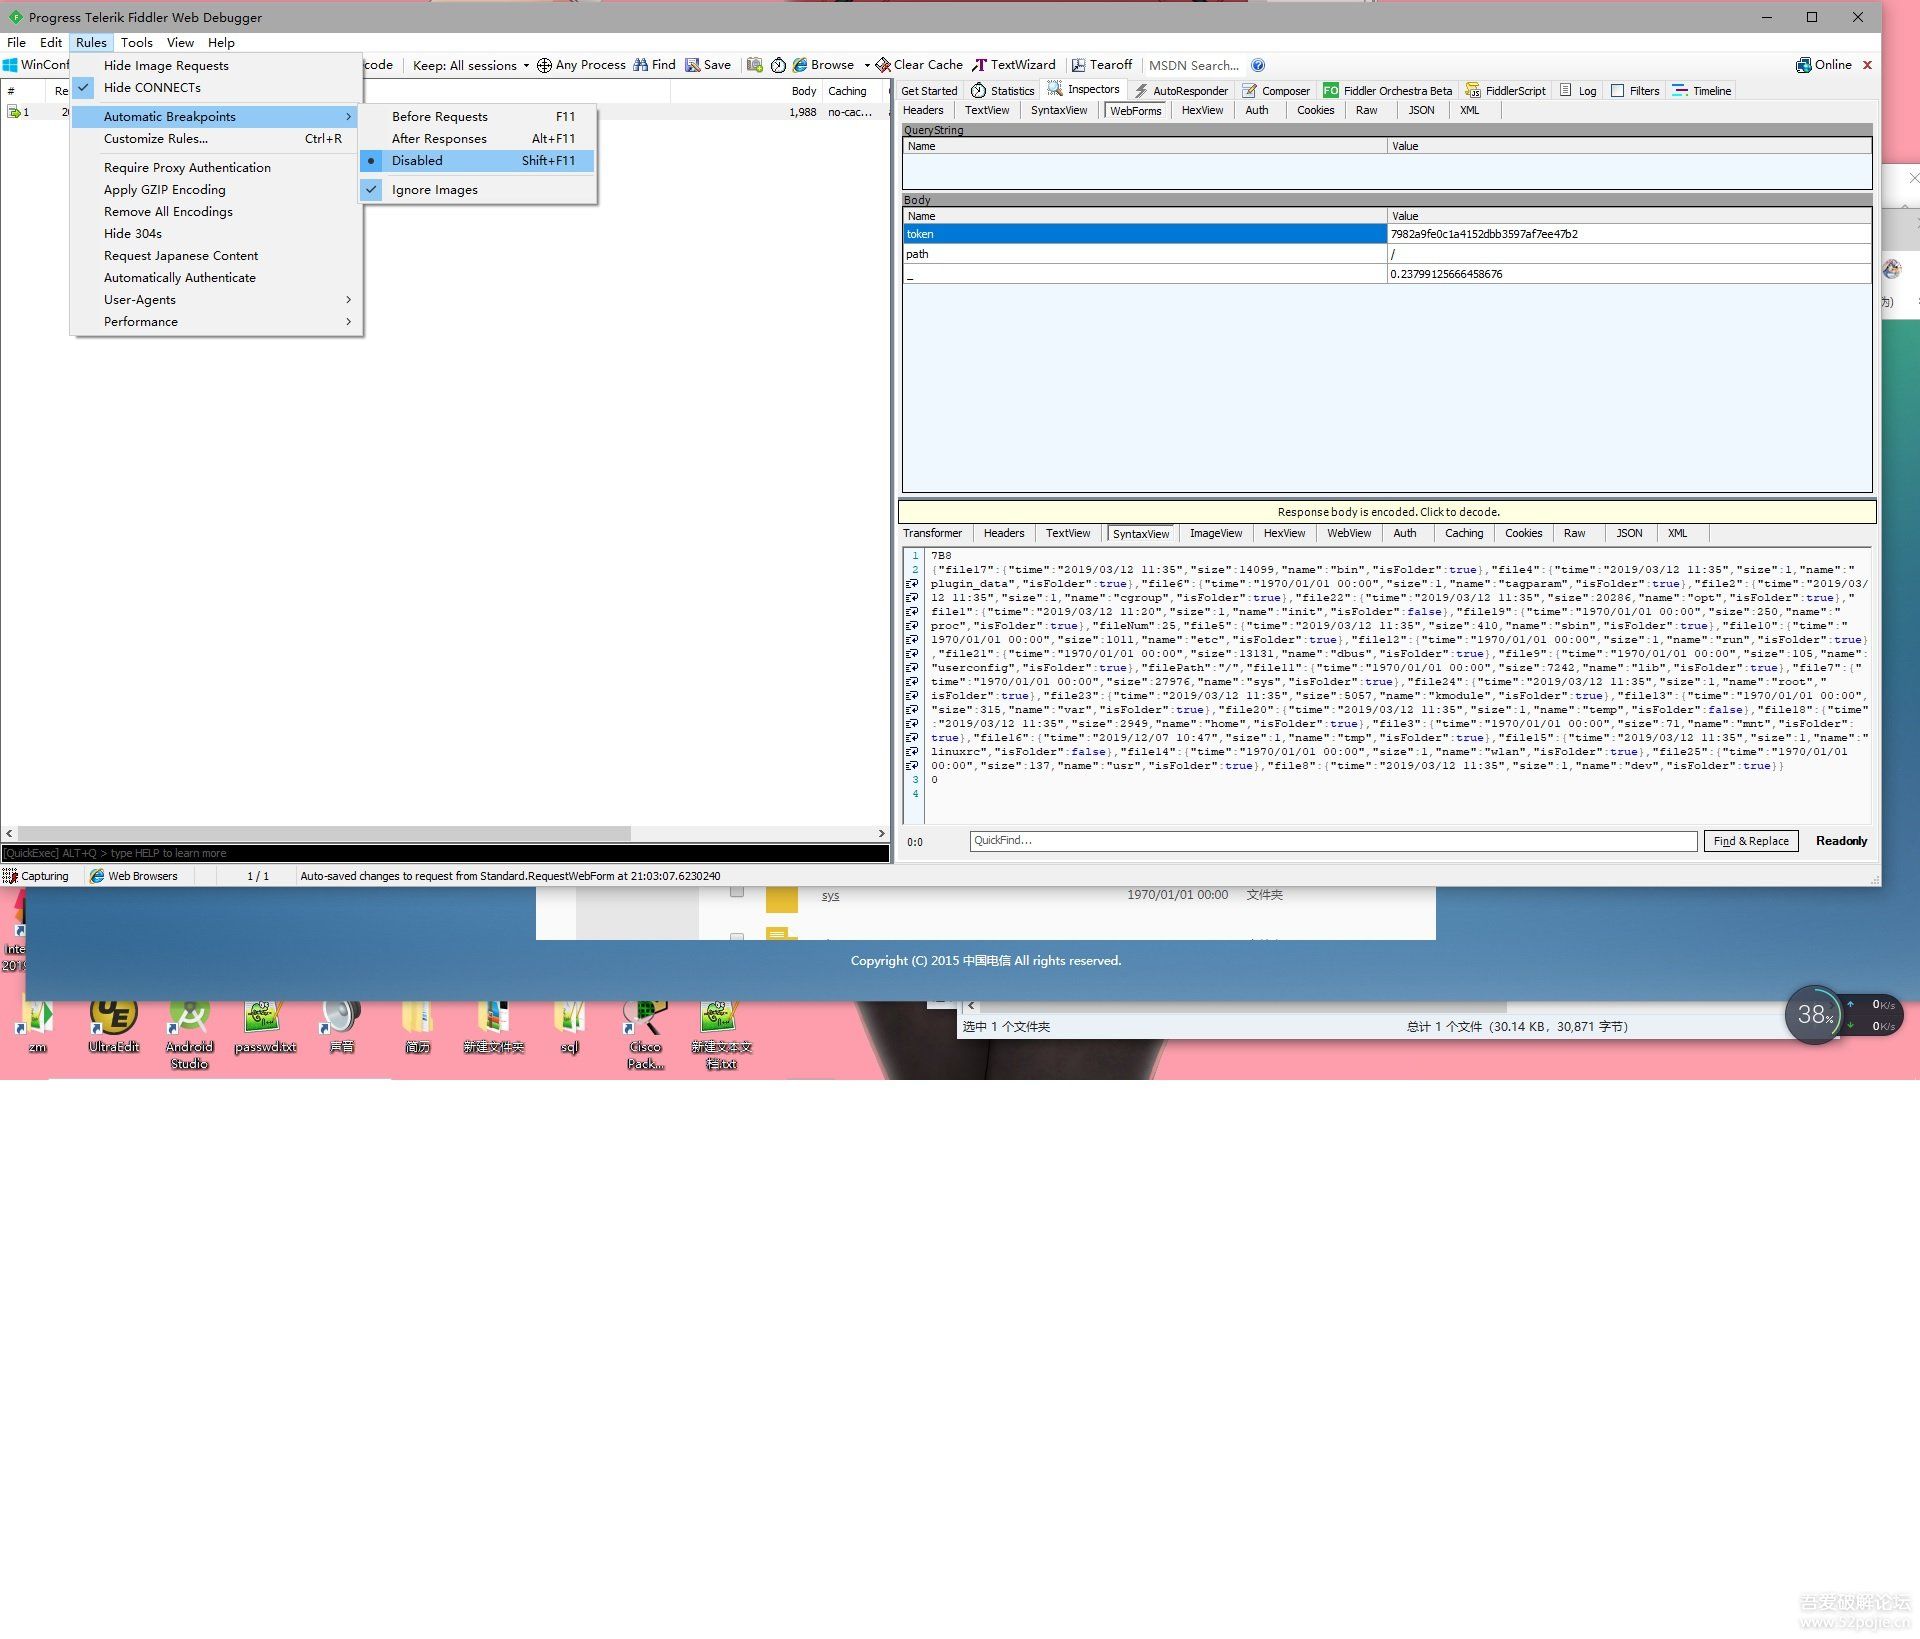 Progress Telerik Fiddler Web Debugger
File Edit Rules Tools View Help
WinConf code Keep: All sessions Any Process Find Save Browse Clear Cache TextWizard Tearoff MSDN Search... Online
Hide Image Requests
Hide CONNECTs
Automatic Breakpoints
Customize Rules... Ctrl+R
Require Proxy Authentication
Apply GZIP Encoding
Remove All Encodings
Hide 304s
Request Japanese Content
Automatically Authenticate
User-Agents
Performance
Before Requests F11
After Responses Alt+F11
Disabled Shift+F11
Ignore Images
# Re Body Caching
1 20 1,988 no-cac...
Get Started Statistics Inspectors AutoResponder Composer FO Fiddler Orchestra Beta FiddlerScript Log Filters Timeline
Headers TextView SyntaxView WebForms HexView Auth Cookies Raw JSON XML
QueryString
Name Value
Body
Name Value
token 7982a9fe0c1a4152dbb3597af7ee47b2
path /
_ 0.23799125666458676
Response body is encoded. Click to decode.
Transformer Headers TextView SyntaxView ImageView HexView WebView Auth Caching Cookies Raw JSON XML
1 7B8
2 {"file17":{"time":"2019/03/12 11:35","size":14099,"name":"bin","isFolder":true},"file4":{"time":"2019/03/12 11:35","size":1,"name":"
plugin_data","isFolder":true},"file6":{"time":"1970/01/01 00:00","size":1,"name":"tagparam","isFolder":true},"file2":{"time":"2019/03/
12 11:35","size":1,"name":"cgroup","isFolder":true},"file22":{"time":"2019/03/12 11:35","size":20286,"name":"opt","isFolder":true},"
file1":{"time":"2019/03/12 11:20","size":1,"name":"init","isFolder":false},"file19":{"time":"1970/01/01 00:00","size":250,"name":"
proc","isFolder":true},"fileNum":25,"file5":{"time":"2019/03/12 11:35","size":410,"name":"sbin","isFolder":true},"file10":{"time":"
1970/01/01 00:00","size":1011,"name":"etc","isFolder":true},"file12":{"time":"1970/01/01 00:00","size":1,"name":"run","isFolder":true}
,"file21":{"time":"1970/01/01 00:00","size":13131,"name":"dbus","isFolder":true},"file9":{"time":"1970/01/01 00:00","size":105,"name":
"userconfig","isFolder":true},"filePath":"/","file11":{"time":"1970/01/01 00:00","size":7242,"name":"lib","isFolder":true},"file7":{"
time":"1970/01/01 00:00","size":27976,"name":"sys","isFolder":true},"file24":{"time":"2019/03/12 11:35","size":1,"name":"root","
isFolder":true},"file23":{"time":"2019/03/12 11:35","size":5057,"name":"kmodule","isFolder":true},"file13":{"time":"1970/01/01 00:00",
"size":315,"name":"var","isFolder":true},"file20":{"time":"2019/03/12 11:35","size":1,"name":"temp","isFolder":false},"file18":{"time"
:"2019/03/12 11:35","size":2949,"name":"home","isFolder":true},"file3":{"time":"1970/01/01 00:00","size":71,"name":"mnt","isFolder":
true},"file16":{"time":"2019/12/07 10:47","size":1,"name":"tmp","isFolder":true},"file15":{"time":"2019/03/12 11:35","size":1,"name":"
linuxrc","isFolder":false},"file14":{"time":"1970/01/01 00:00","size":1,"name":"wlan","isFolder":true},"file25":{"time":"1970/01/01
00:00","size":137,"name":"usr","isFolder":true},"file8":{"time":"2019/03/12 11:35","size":1,"name":"dev","isFolder":true}}
3 0
4
0:0 QuickFind... Find & Replace Readonly
[QuickExec] ALT+Q > type HELP to learn more
Capturing Web Browsers 1 / 1 Auto-saved changes to request from Standard.RequestWebForm at 21:03:07.6230240
为)
sys 1970/01/01 00:00 文件夹
Inte
2019
Copyright (C) 2015 中国电信 All rights reserved.
选中 1 个文件夹 总计 1 个文件 (30.14 KB, 30,871 字节)
38% 0K/s
0K/s
zm UltraEdit Android Studio passwd.txt 声音 简历 新建文件夹 sql Cisco Pack... 新建文本文档.txt
吾爱破解论坛
www.52pojie.cn